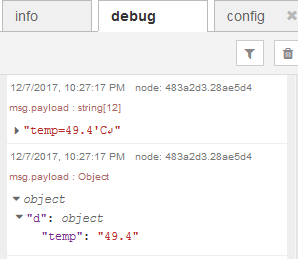 info debug config
12/7/2017, 10:27:17 PM node: 483a2d3.28ae5d4
msg.payload : string[12]
"temp=49.4'C↲"
12/7/2017, 10:27:17 PM node: 483a2d3.28ae5d4
msg.payload : Object
object
"d": object
"temp": "49.4"